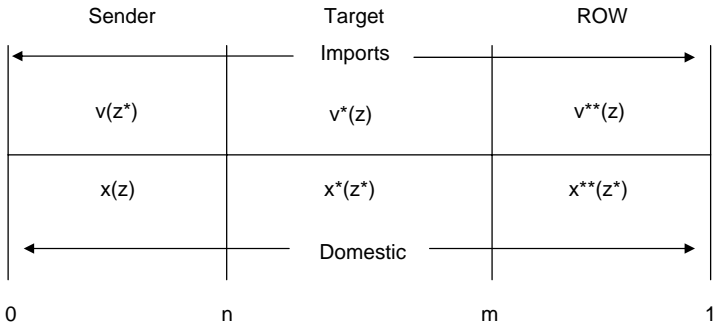 Sender Target ROW
Imports
v(z*) v*(z) v**(z)
x(z) x*(z*) x**(z*)
Domestic
0 n m 1